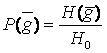 P(g̅) = H(g̅) / H₀